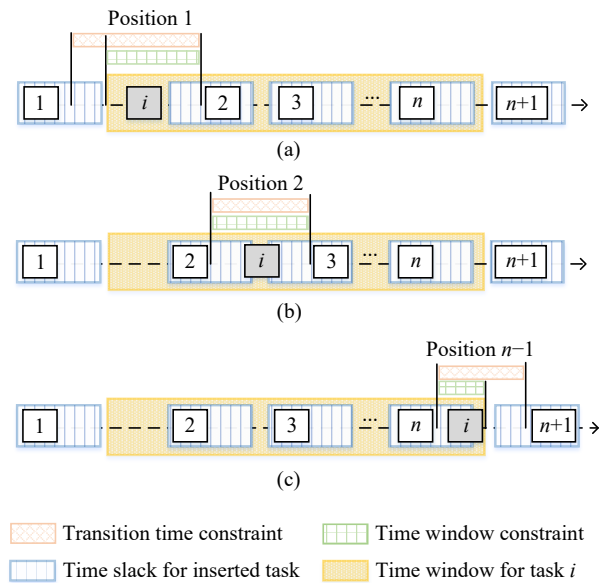 Position 1
1 i 2 3 ... n n+1
(a)
Position 2
1 2 i 3 ... n n+1
(b)
Position n−1
1 2 3 ... n i n+1
(c)
Transition time constraint Time window constraint
Time slack for inserted task Time window for task i